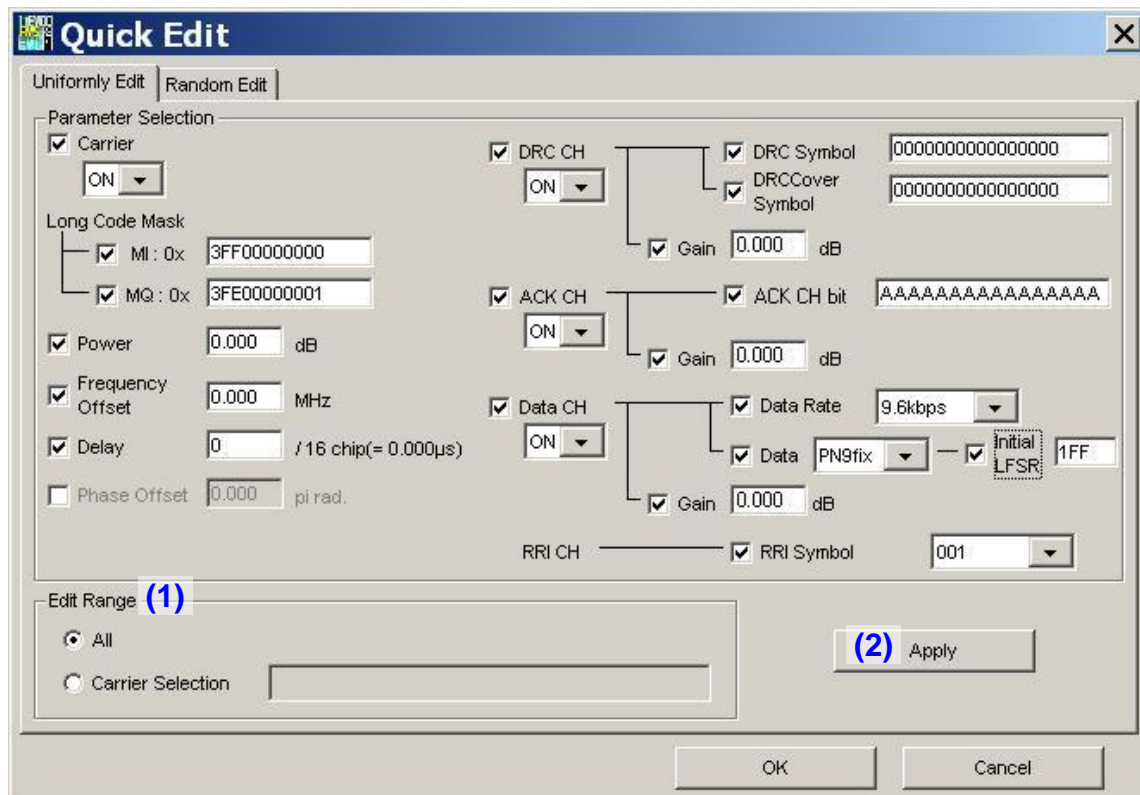 Quick Edit
Uniformly Edit
Random Edit
Parameter Selection
Carrier
ON
Long Code Mask
MI : 0x 3FF00000000
MQ : 0x 3FE00000001
Power 0.000 dB
Frequency
Offset 0.000 MHz
Delay 0 / 16 chip(= 0.000µs)
Phase Offset 0.000 pi rad.
DRC CH
ON
DRC Symbol 0000000000000000
DRCCover
Symbol 0000000000000000
Gain 0.000 dB
ACK CH
ON
ACK CH bit AAAAAAAAAAAAAAAA
Gain 0.000 dB
Data CH
ON
Data Rate 9.6kbps
Data PN9fix
Initial
LFSR 1FF
Gain 0.000 dB
RRI CH RRI Symbol 001
Edit Range (1)
All
Carrier Selection
(2) Apply
OK Cancel